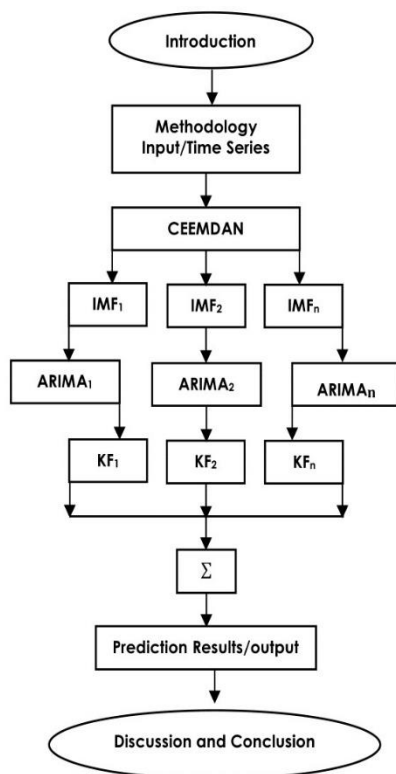 Introduction
Methodology
Input/Time Series
CEEMDAN
IMF₁ IMF₂ IMFₙ
ARIMA₁ ARIMA₂ ARIMAn
KF₁ KF₂ KFₙ
Σ
Prediction Results/output
Discussion and Conclusion